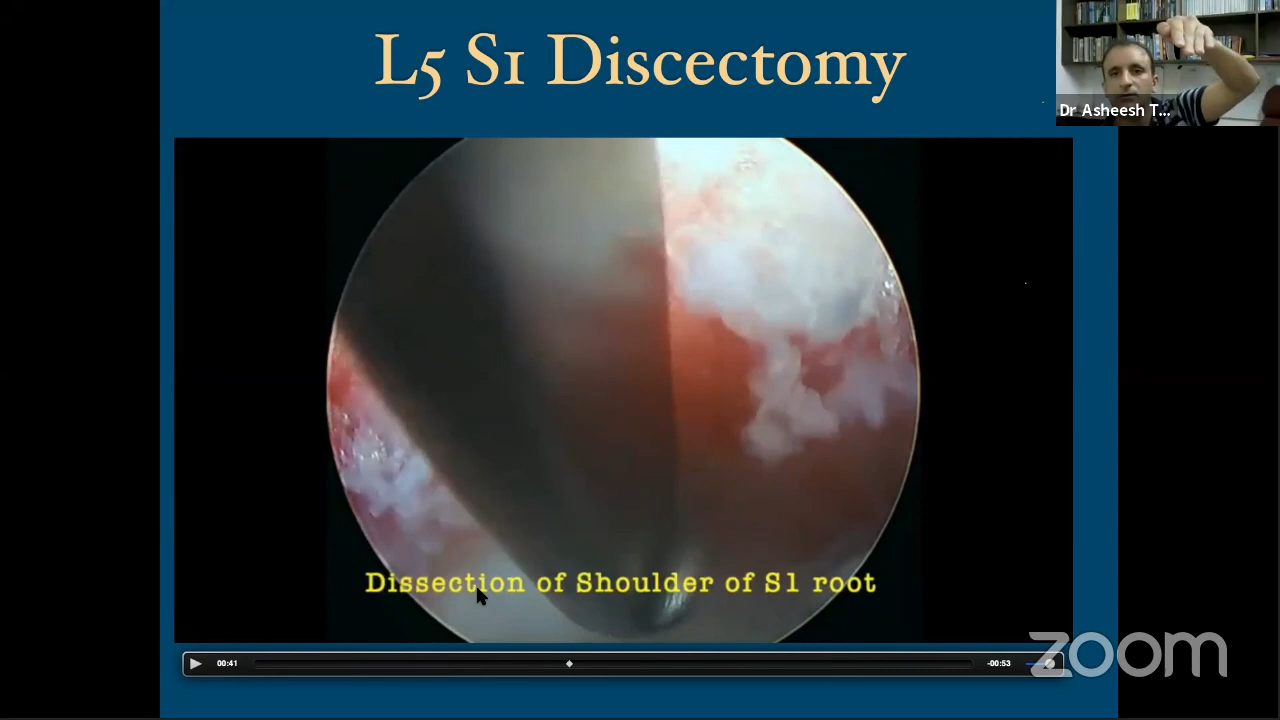 L5 S1 Discectomy
Dr Asheesh T...
Dissection of Shoulder of S1 root
00:41
-00:53
zoom